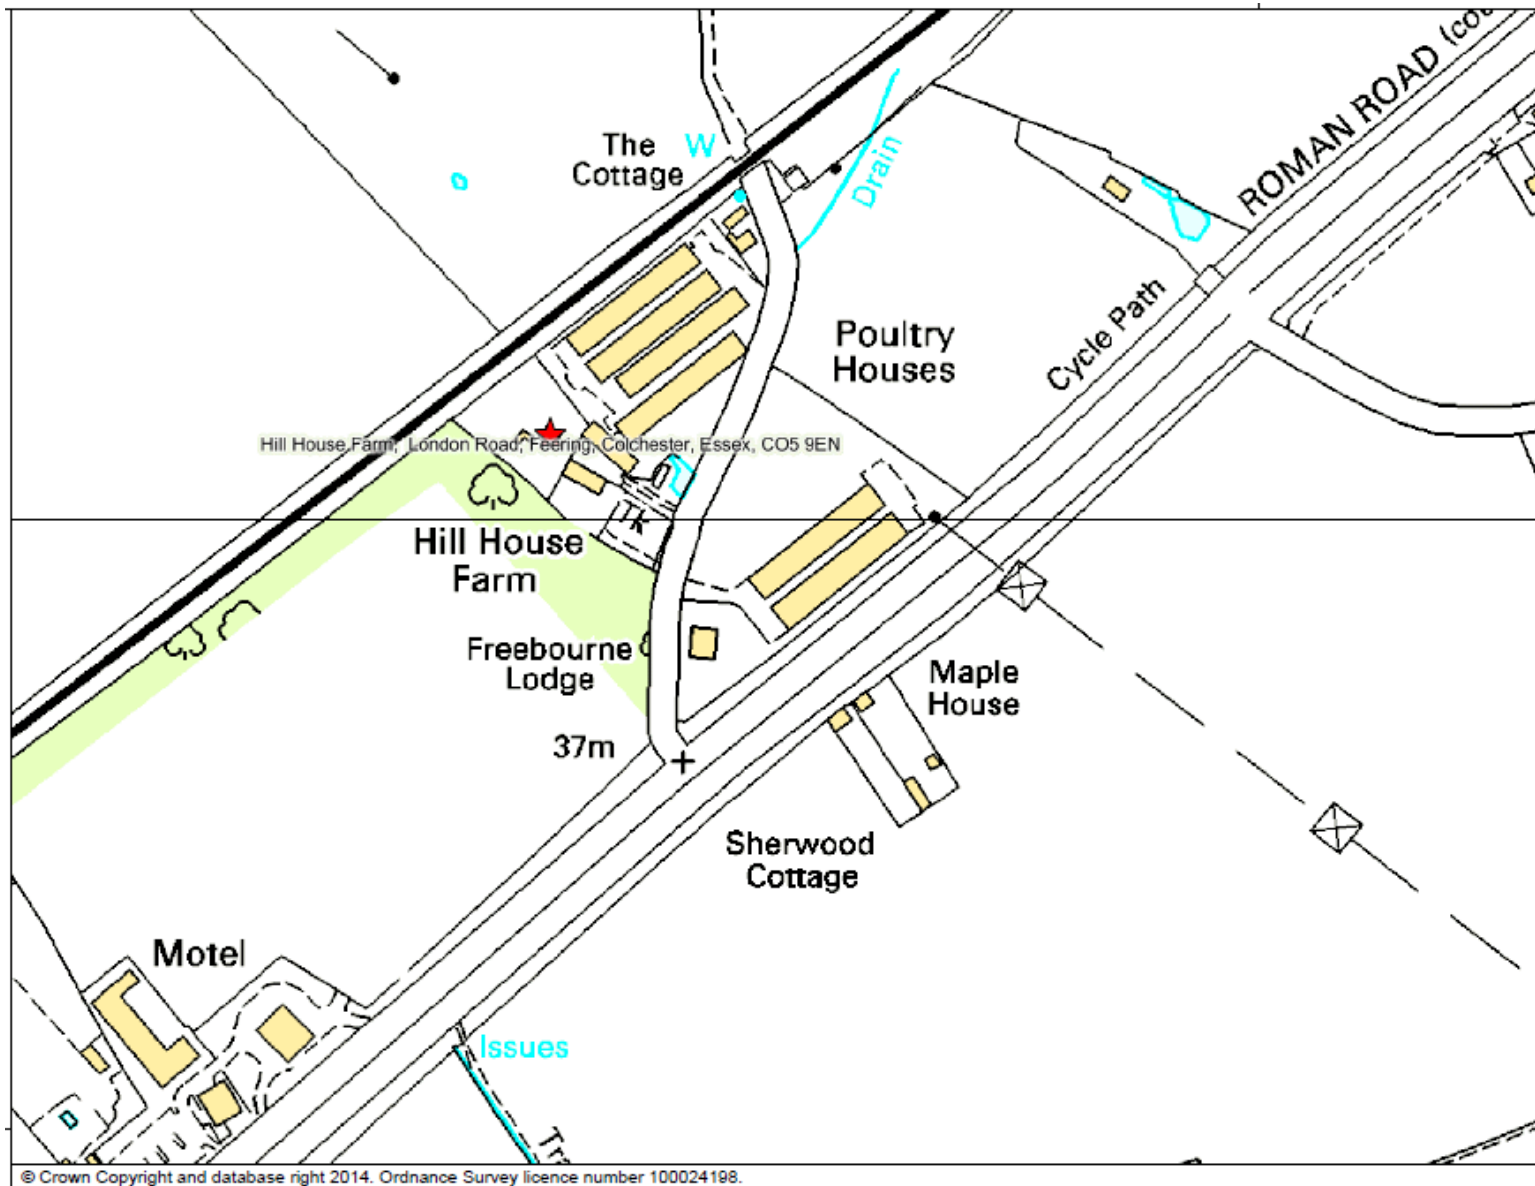 ROMAN ROAD
The
Cottage
W
Drain
Cycle Path
Poultry
Houses
Hill House Farm, London Road, Feering, Colchester, Essex, CO5 9EN
Tk
Hill House
Farm
Freebourne
Lodge
Maple
House
37m
Sherwood
Cottage
Motel
Issues
© Crown Copyright and database right 2014. Ordnance Survey licence number 100024198.